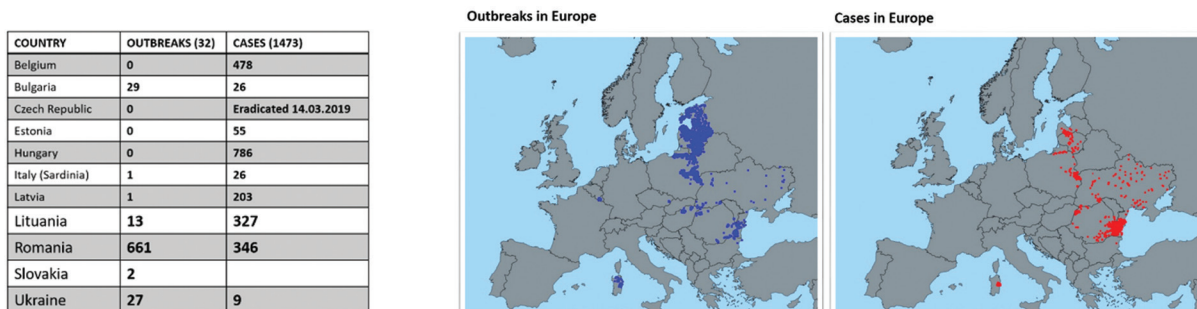 COUNTRY OUTBREAKS (32) CASES (1473)
Belgium 0 478
Bulgaria 29 26
Czech Republic 0 Eradicated 14.03.2019
Estonia 0 55
Hungary 0 786
Italy (Sardinia) 1 26
Latvia 1 203
Lituania 13 327
Romania 661 346
Slovakia 2
Ukraine 27 9
Outbreaks in Europe
Cases in Europe